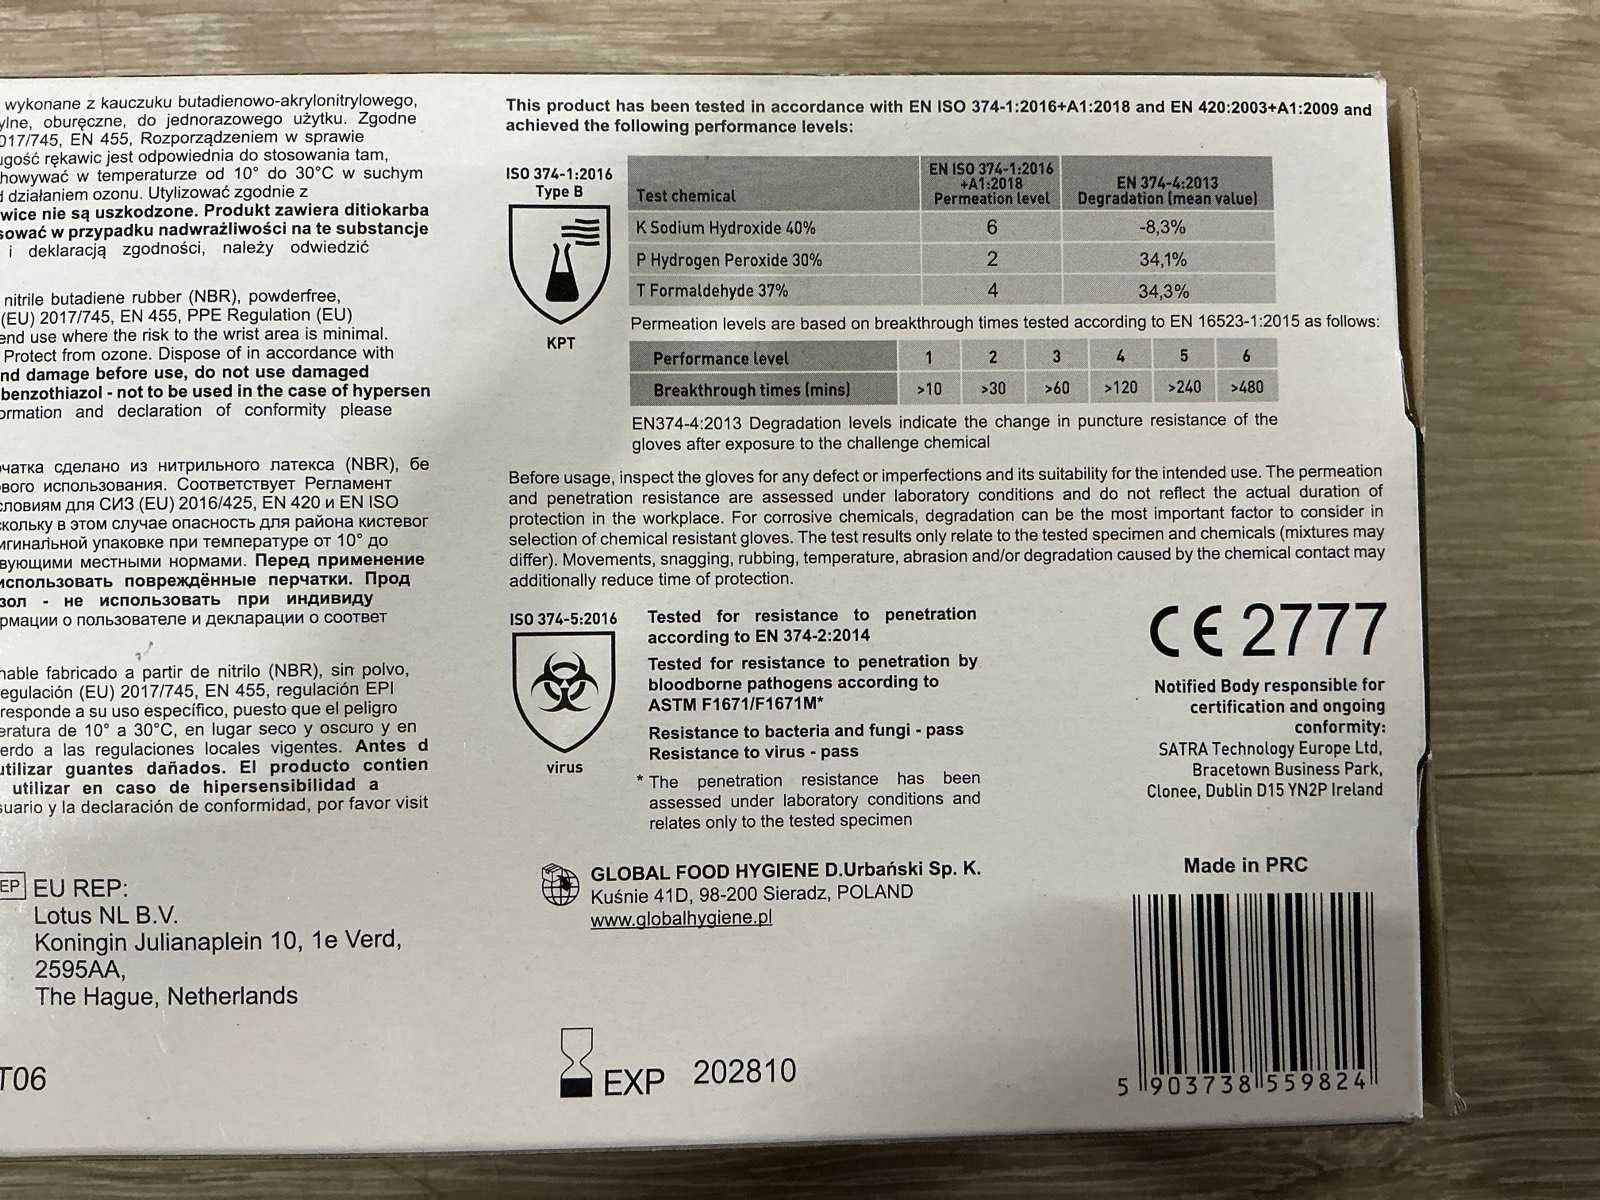 wykonane z kauczuku butadienowo-akrylonitrylowego,
ylne, oburęczne, do jednorazowego użytku. Zgodne
017/745, EN 455, Rozporządzeniem w sprawie
ugość rękawic jest odpowiednia do stosowania tam,
howywać w temperaturze od 10° do 30°C w suchym
d działaniem ozonu. Utylizować zgodnie z
wice nie są uszkodzone. Produkt zawiera ditiokarba
sować w przypadku nadwrażliwości na te substancje
i deklaracją zgodności, należy odwiedzić
nitrile butadiene rubber (NBR), powderfree,
(EU) 2017/745, EN 455, PPE Regulation (EU)
end use where the risk to the wrist area is minimal.
Protect from ozone. Dispose of in accordance with
nd damage before use, do not use damaged
benzothiazol - not to be used in the case of hypersen
ormation and declaration of conformity please
чатка сделано из нитрильного латекса (NBR), бе
вого использования. Соответствует Регламент
словиям для СИЗ (EU) 2016/425, EN 420 и EN ISO
скольку в этом случае опасность для района кистевог
игинальной упаковке при температуре от 10° до
вующими местными нормами. Перед применение
использовать повреждённые перчатки. Прод
зол - не использовать при индивиду
рмации о пользователе и декларации о соответ
nable fabricado a partir de nitrilo (NBR), sin polvo,
egulación (EU) 2017/745, EN 455, regulación EPI
responde a su uso específico, puesto que el peligro
eratura de 10° a 30°C, en lugar seco y oscuro y en
uerdo a las regulaciones locales vigentes. Antes d
utilizar guantes dañados. El producto contien
utilizar en caso de hipersensibilidad a
suario y la declaración de conformidad, por favor visit
EP EU REP:
Lotus NL B.V.
Koningin Julianaplein 10, 1e Verd,
2595AA,
The Hague, Netherlands
T06
This product has been tested in accordance with EN ISO 374-1:2016+A1:2018 and EN 420:2003+A1:2009 and
achieved the following performance levels:
ISO 374-1:2016
Type B
KPT
Test chemical EN ISO 374-1:2016 +A1:2018 Permeation level EN 374-4:2013 Degradation (mean value)
K Sodium Hydroxide 40% 6 -8,3%
P Hydrogen Peroxide 30% 2 34,1%
T Formaldehyde 37% 4 34,3%
Permeation levels are based on breakthrough times tested according to EN 16523-1:2015 as follows:
Performance level 1 2 3 4 5 6
Breakthrough times (mins) >10 >30 >60 >120 >240 >480
EN374-4:2013 Degradation levels indicate the change in puncture resistance of the
gloves after exposure to the challenge chemical
Before usage, inspect the gloves for any defect or imperfections and its suitability for the intended use. The permeation
and penetration resistance are assessed under laboratory conditions and do not reflect the actual duration of
protection in the workplace. For corrosive chemicals, degradation can be the most important factor to consider in
selection of chemical resistant gloves. The test results only relate to the tested specimen and chemicals (mixtures may
differ). Movements, snagging, rubbing, temperature, abrasion and/or degradation caused by the chemical contact may
additionally reduce time of protection.
ISO 374-5:2016
virus
Tested for resistance to penetration
according to EN 374-2:2014
Tested for resistance to penetration by
bloodborne pathogens according to
ASTM F1671/F1671M*
Resistance to bacteria and fungi - pass
Resistance to virus - pass
* The penetration resistance has been
assessed under laboratory conditions and
relates only to the tested specimen
CE 2777
Notified Body responsible for
certification and ongoing
conformity:
SATRA Technology Europe Ltd,
Bracetown Business Park,
Clonee, Dublin D15 YN2P Ireland
GLOBAL FOOD HYGIENE D.Urbański Sp. K.
Kuśnie 41D, 98-200 Sieradz, POLAND
www.globalhygiene.pl
Made in PRC
EXP 202810
5 903738 559824